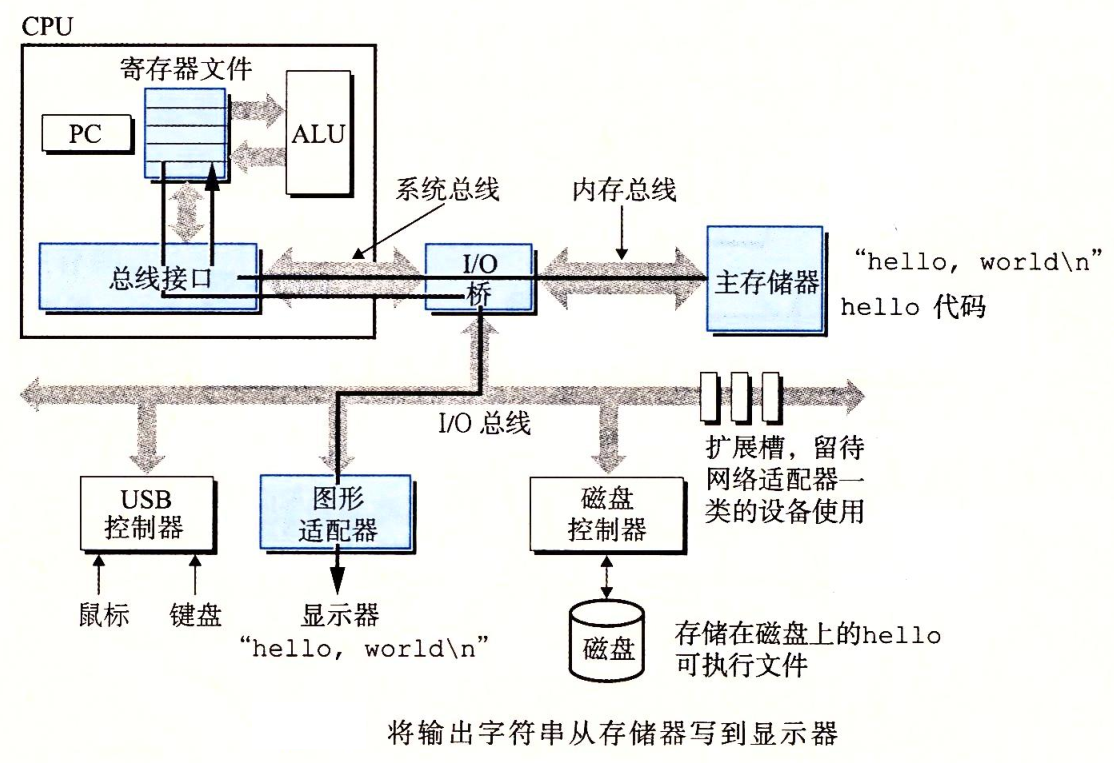 CPU
寄存器文件
PC
ALU
系统总线
内存总线
总线接口
I/O
桥
主存储器
“hello, world\n”
hello 代码
I/O 总线
扩展槽，留待
网络适配器一
类的设备使用
USB
控制器
图形
适配器
磁盘
控制器
鼠标
键盘
显示器
“hello, world\n”
磁盘
存储在磁盘上的hello
可执行文件
将输出字符串从存储器写到显示器